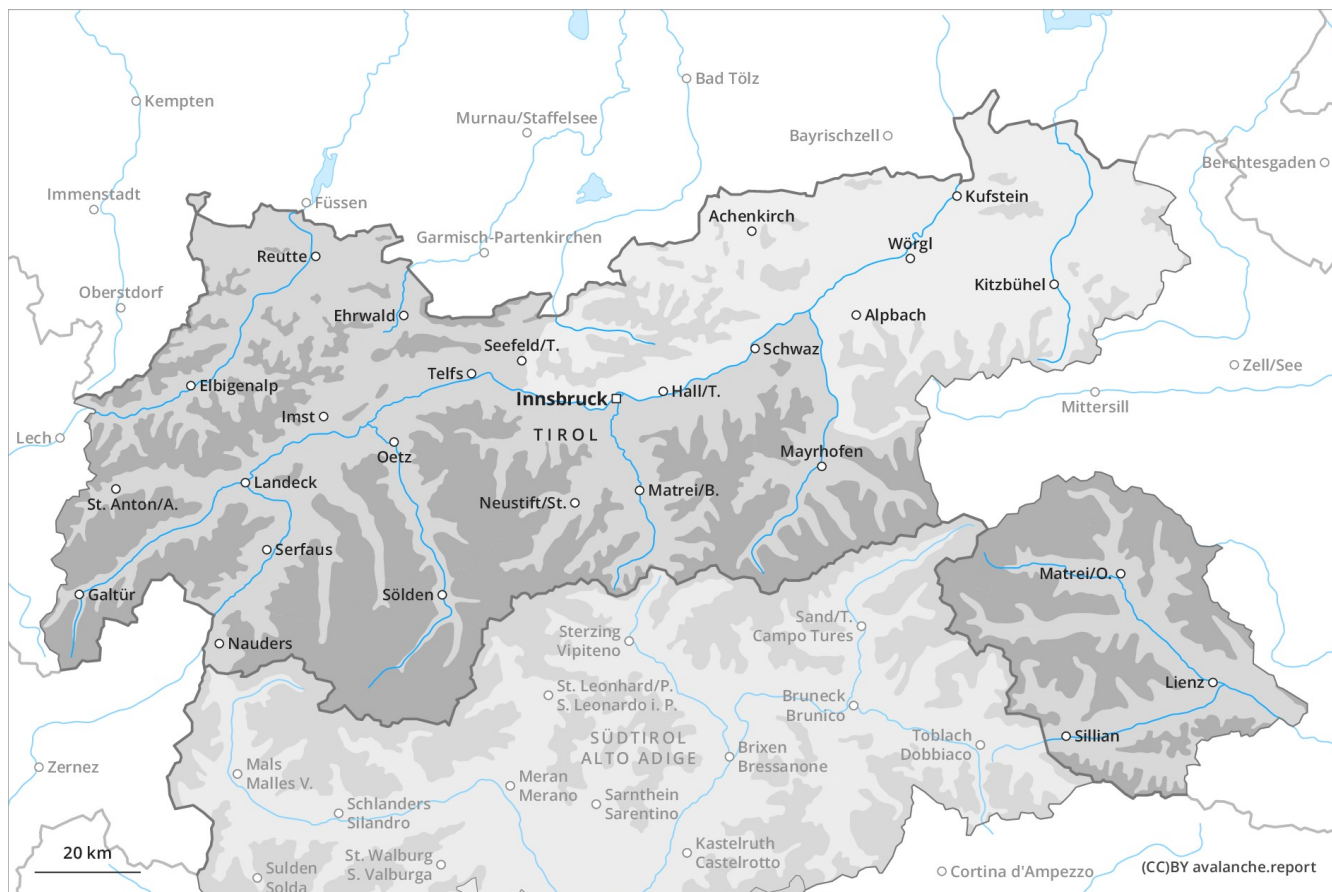 Kempten
Bad Tölz
Murnau/Staffelsee
Bayrischzell
Berchtesgaden
Immenstadt
Füssen
Kufstein
Achenkirch
Garmisch-Partenkirchen
Wörgl
Reutte
Kitzbühel
Oberstdorf
Ehrwald
Alpbach
Seefeld/T.
Schwaz
Zell/See
Telfs
Elbigenalp
Innsbruck
Hall/T.
Mittersill
Imst
Lech
TIROL
Oetz
Mayrhofen
Landeck
St. Anton/A.
Neustift/St.
Matrei/B.
Serfaus
Matrei/O.
Galtür
Sölden
Sand/T.
Campo Tures
Sterzing
Vipiteno
Nauders
Lienz
St. Leonhard/P.
S. Leonardo i. P.
Bruneck
Brunico
SÜDTIROL
ALTO ADIGE
Toblach
Dobbiaco
Sillian
Brixen
Bressanone
Zernez
Mals
Malles V.
Meran
Merano
Sarnthein
Sarentino
Schlanders
Silandro
20 km
St. Walburg
S. Valburga
Kastelruth
Castelrotto
Sulden
Solda
Cortina d'Ampezzo
(CC)BY avalanche.report